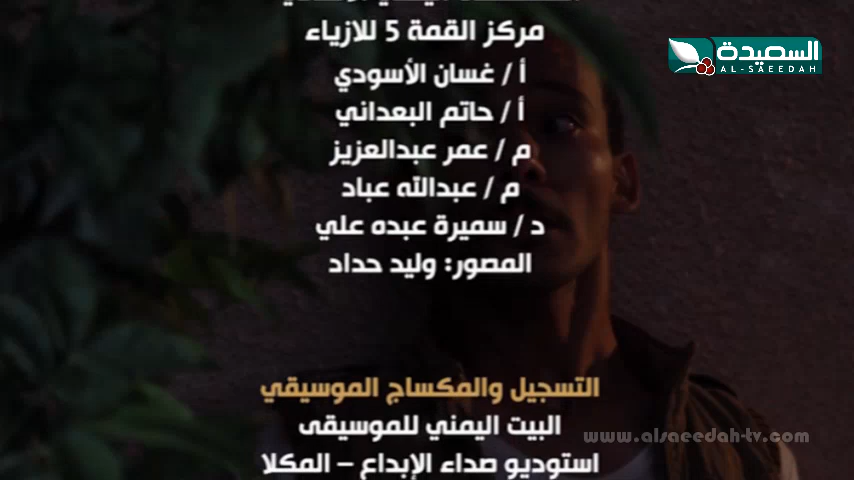 مركز القمة 5 للازياء
أ / غسان الأسودي
أ / حاتم البعداني
م / عمر عبدالعزيز
م / عبدالله عباد
د / سميرة عبده علي
المصور: وليد حداد
التسجيل والمكساج الموسيقي
البيت اليمني للموسيقى
استوديو صداء الإبداع – المكلا
السعيدة
AL-SAEEDAH
www.alsaeedah-tv.com